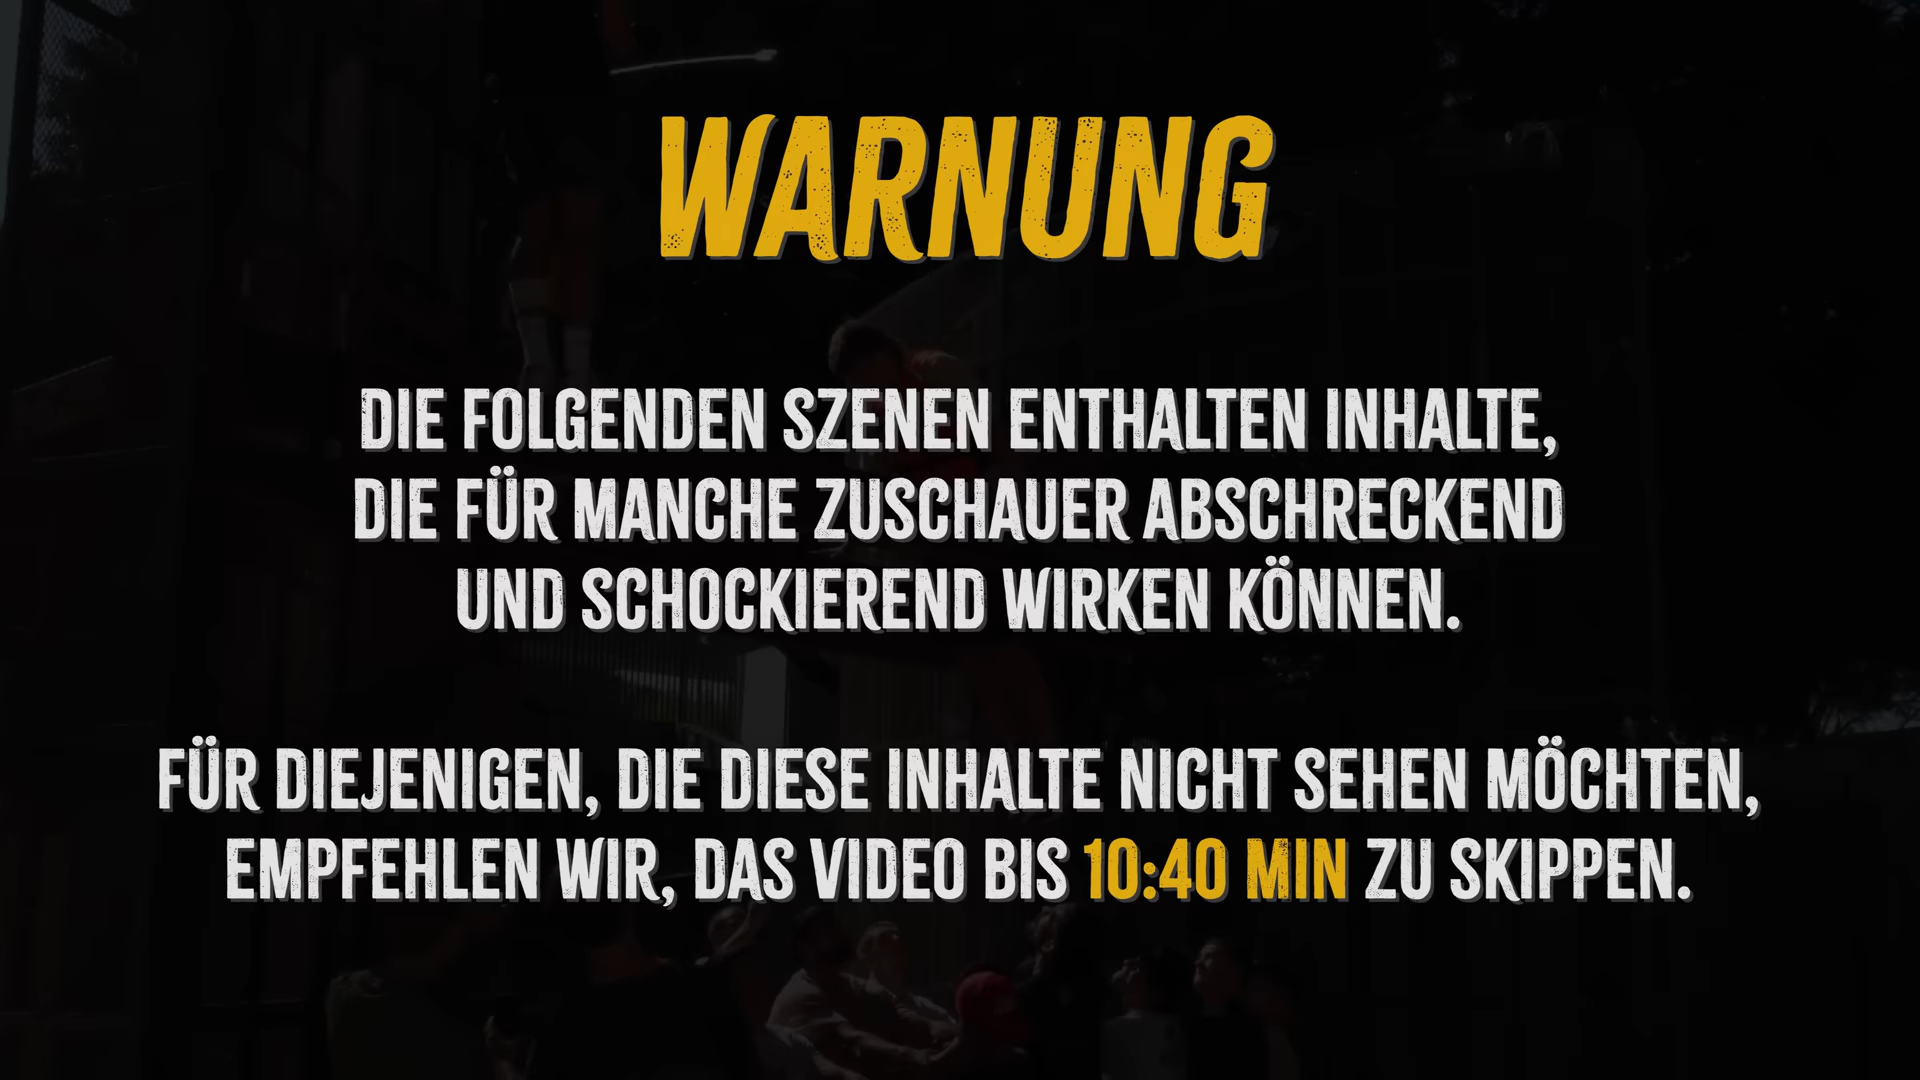 WARNUNG
DIE FOLGENDEN SZENEN ENTHALTEN INHALTE,
DIE FÜR MANCHE ZUSCHAUER ABSCHRECKEND
UND SCHOCKIEREND WIRKEN KÖNNEN.
FÜR DIEJENIGEN, DIE DIESE INHALTE NICHT SEHEN MÖCHTEN,
EMPFEHLEN WIR, DAS VIDEO BIS 10:40 MIN ZU SKIPPEN.